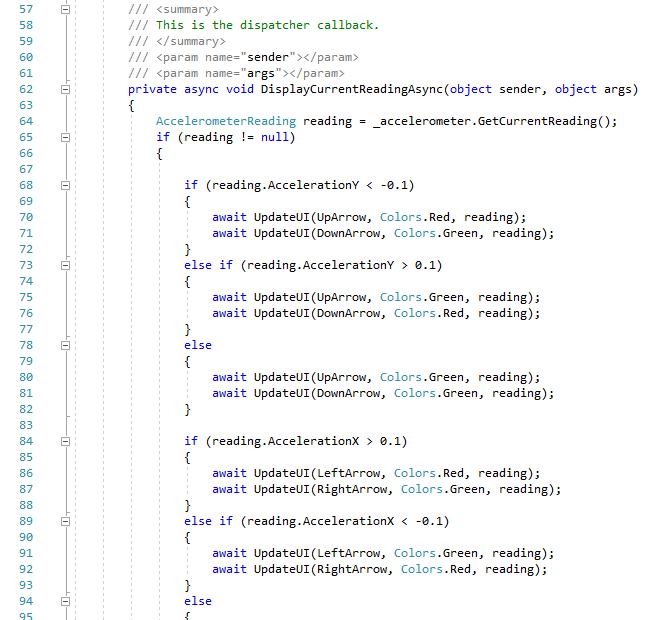 57 /// <summary>
58 /// This is the dispatcher callback.
59 /// </summary>
60 /// <param name="sender"></param>
61 /// <param name="args"></param>
62 private async void DisplayCurrentReadingAsync(object sender, object args)
63 {
64 AccelerometerReading reading = _accelerometer.GetCurrentReading();
65 if (reading != null)
66 {
67
68 if (reading.AccelerationY < -0.1)
69 {
70 await UpdateUI(UpArrow, Colors.Red, reading);
71 await UpdateUI(DownArrow, Colors.Green, reading);
72 }
73 else if (reading.AccelerationY > 0.1)
74 {
75 await UpdateUI(UpArrow, Colors.Green, reading);
76 await UpdateUI(DownArrow, Colors.Red, reading);
77 }
78 else
79 {
80 await UpdateUI(UpArrow, Colors.Green, reading);
81 await UpdateUI(DownArrow, Colors.Green, reading);
82 }
83
84 if (reading.AccelerationX > 0.1)
85 {
86 await UpdateUI(LeftArrow, Colors.Red, reading);
87 await UpdateUI(RightArrow, Colors.Green, reading);
88 }
89 else if (reading.AccelerationX < -0.1)
90 {
91 await UpdateUI(LeftArrow, Colors.Green, reading);
92 await UpdateUI(RightArrow, Colors.Red, reading);
93 }
94 else
95 {